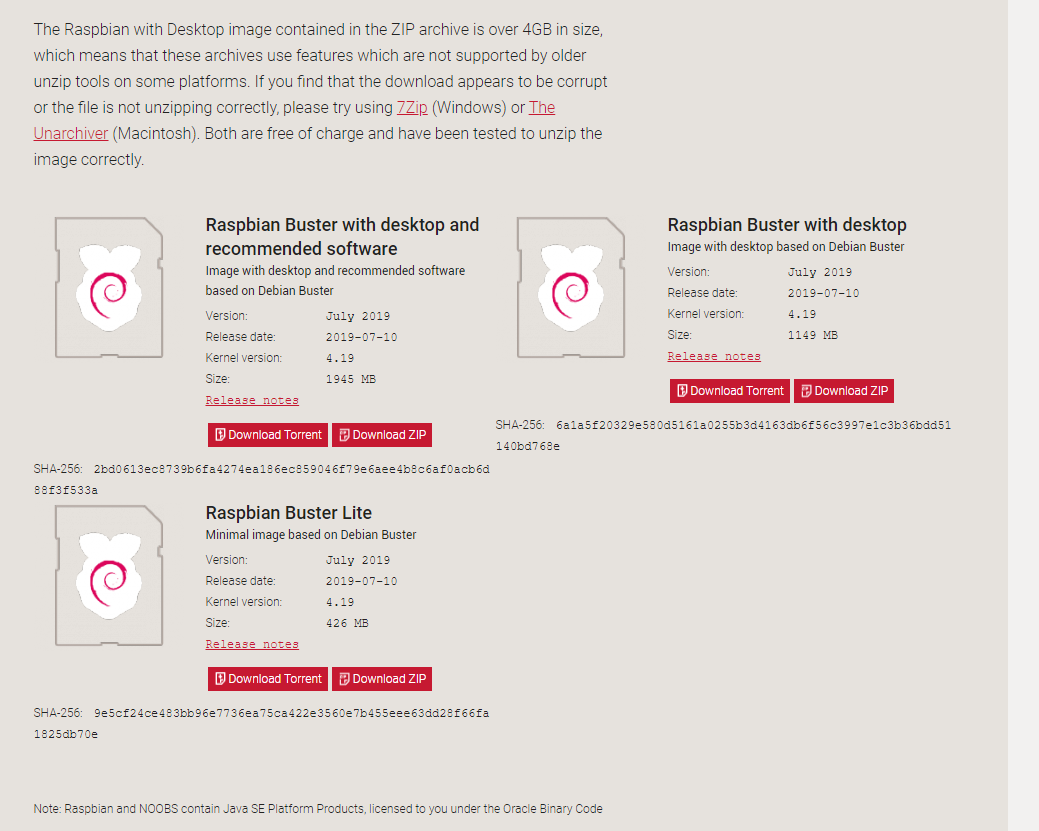 The Raspbian with Desktop image contained in the ZIP archive is over 4GB in size,
which means that these archives use features which are not supported by older
unzip tools on some platforms. If you find that the download appears to be corrupt
or the file is not unzipping correctly, please try using 7Zip (Windows) or The
Unarchiver (Macintosh). Both are free of charge and have been tested to unzip the
image correctly.
Raspbian Buster with desktop and
recommended software
Image with desktop and recommended software
based on Debian Buster
Version: July 2019
Release date: 2019-07-10
Kernel version: 4.19
Size: 1945 MB
Release notes
Download Torrent Download ZIP
SHA-256: 2bd0613ec8739b6fa4274ea186ec859046f79e6aee4b8c6af0acb6d
88f3f533a
Raspbian Buster with desktop
Image with desktop based on Debian Buster
Version: July 2019
Release date: 2019-07-10
Kernel version: 4.19
Size: 1149 MB
Release notes
Download Torrent Download ZIP
SHA-256: 6a1a5f20329e580d5161a0255b3d4163db6f56c3997e1c3b36bdd51
140bd768e
Raspbian Buster Lite
Minimal image based on Debian Buster
Version: July 2019
Release date: 2019-07-10
Kernel version: 4.19
Size: 426 MB
Release notes
Download Torrent Download ZIP
SHA-256: 9e5cf24ce483bb96e7736ea75ca422e3560e7b455eee63dd28f66fa
1825db70e
Note: Raspbian and NOOBS contain Java SE Platform Products, licensed to you under the Oracle Binary Code